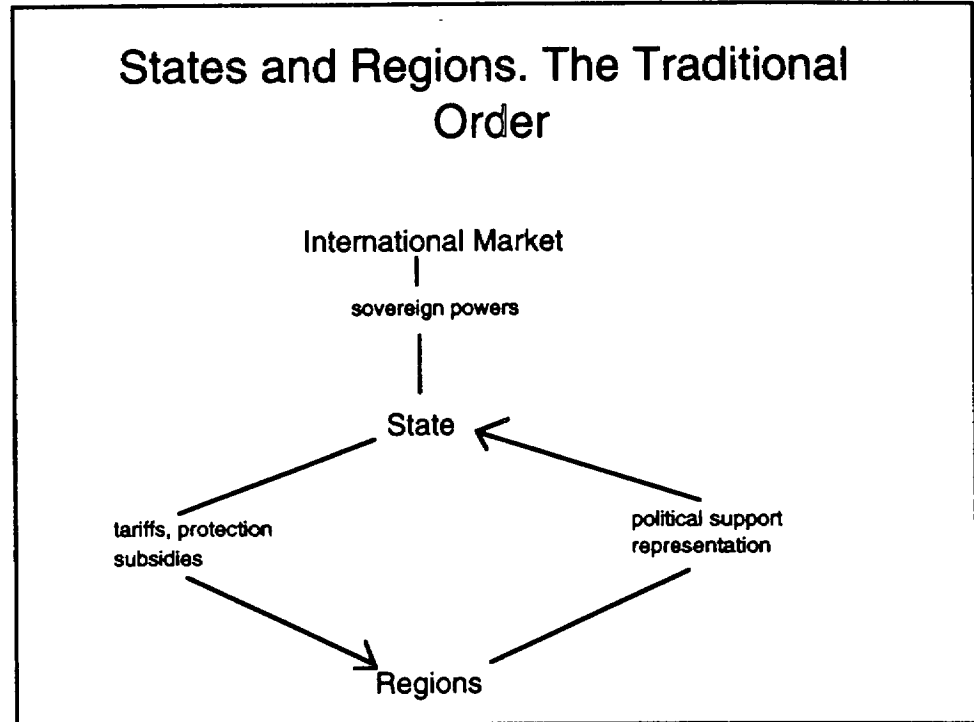 States and Regions. The Traditional
Order
International Market
sovereign powers
State
tariffs, protection
subsidies
political support
representation
Regions